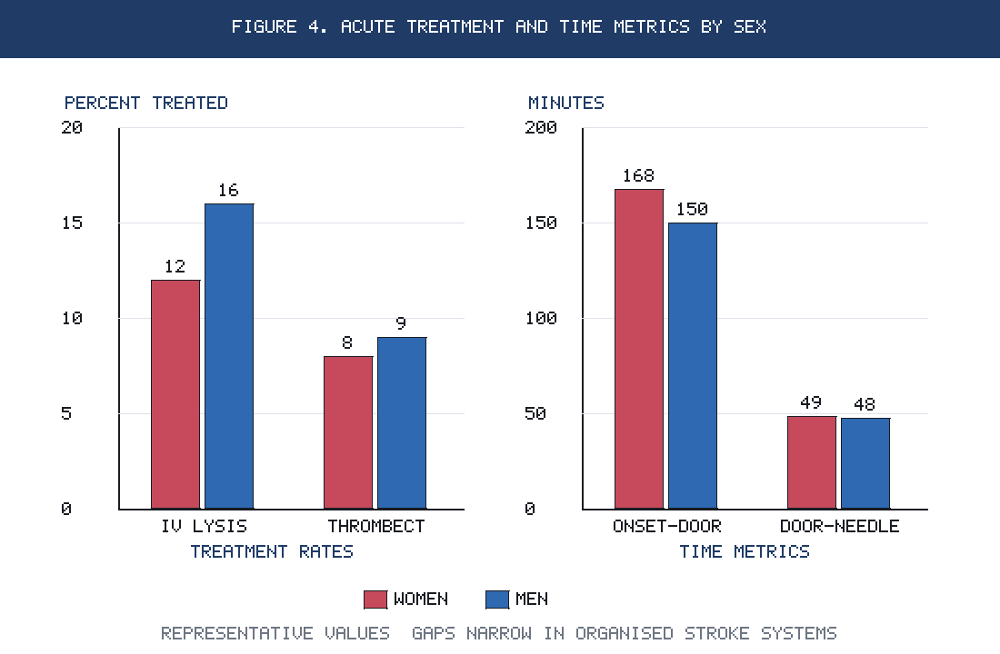 FIGURE 4. ACUTE TREATMENT AND TIME METRICS BY SEX
PERCENT TREATED
20
15
10
5
0
16
12
9
8
IV LYSIS THROMBECT
TREATMENT RATES
MINUTES
200
150
100
50
0
168
150
49
48
ONSET-DOOR DOOR-NEEDLE
TIME METRICS
WOMEN MEN
REPRESENTATIVE VALUES GAPS NARROW IN ORGANISED STROKE SYSTEMS